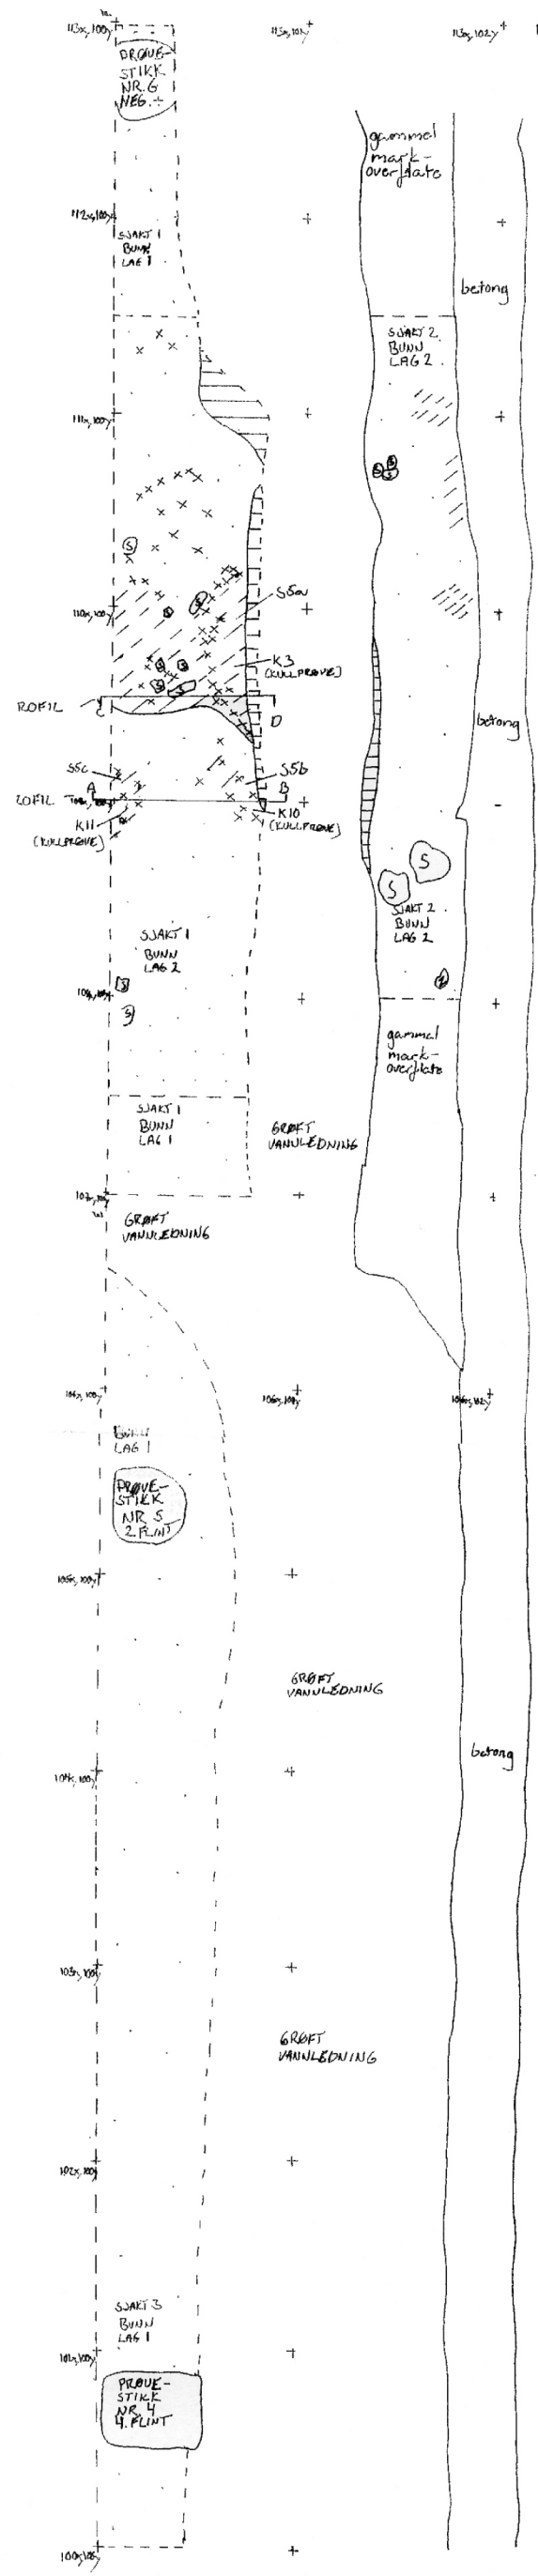 113x,100y
113x,101y
113x,102y
PRØVE-
STIKK
NR. 6
NEG. ÷
gammel
mark-
overflate
112x,100y
SJAKT 1
BUNN
LAG 1
betong
SJAKT 2
BUNN
LAG 2
111x,100y
S
S
S
S
S
110x,100y
S
S5a
S
S
S
S
K3
(KULLPRØVE)
ROFIL
C
D
betong
S5c
S5b
A
B
ROFIL
K11
(KULLPRØVE)
K10
(KULLPRØVE)
S
S
SJAKT 2
BUNN
LAG 2
SJAKT 1
BUNN
LAG 2
S
S
gammel
mark-
overflate
SJAKT 1
BUNN
LAG 1
GRØFT
VANNLEDNING
GRØFT
VANNLEDNING
106x,100y
106x,101y
106x,102y
BUNN
LAG 1
PRØVE-
STIKK
NR 5
2 FLINT
105x,100y
GRØFT
VANNLEDNING
betong
104x,100y
103x,100y
GRØFT
VANNLEDNING
102x,100y
SJAKT 3
BUNN
LAG 1
101x,100y
PRØVE-
STIKK
NR. 4
4. FLINT
100x,100y